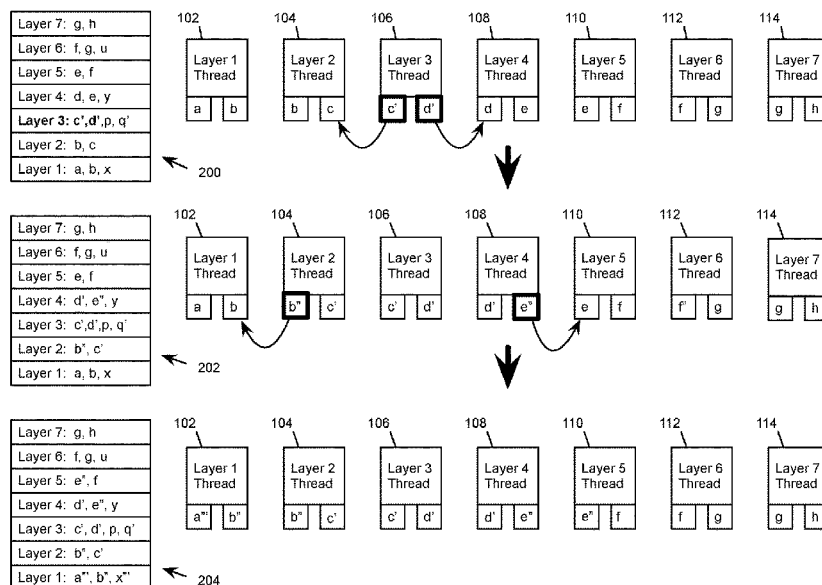 102 104 106 108 110 112 114
Layer 7: g, h
Layer 6: f, g, u
Layer 5: e, f
Layer 4: d, e, y
Layer 3: c',d',p, q'
Layer 2: b, c
Layer 1: a, b, x
200
Layer 1 Thread
a b
Layer 2 Thread
b c
Layer 3 Thread
c' d'
Layer 4 Thread
d e
Layer 5 Thread
e f
Layer 6 Thread
f g
Layer 7 Thread
g h
102 104 106 108 110 112 114
Layer 7: g, h
Layer 6: f, g, u
Layer 5: e, f
Layer 4: d', e", y
Layer 3: c',d',p, q'
Layer 2: b", c'
Layer 1: a, b, x
202
Layer 1 Thread
a b
Layer 2 Thread
b" c'
Layer 3 Thread
c' d'
Layer 4 Thread
d' e"
Layer 5 Thread
e f
Layer 6 Thread
f" g
Layer 7 Thread
g h
102 104 106 108 110 112 114
Layer 7: g, h
Layer 6: f, g, u
Layer 5: e", f
Layer 4: d', e", y
Layer 3: c', d', p, q'
Layer 2: b", c'
Layer 1: a"', b", x"'
204
Layer 1 Thread
a"' b"
Layer 2 Thread
b" c'
Layer 3 Thread
c' d'
Layer 4 Thread
d' e"
Layer 5 Thread
e" f
Layer 6 Thread
f g
Layer 7 Thread
g h